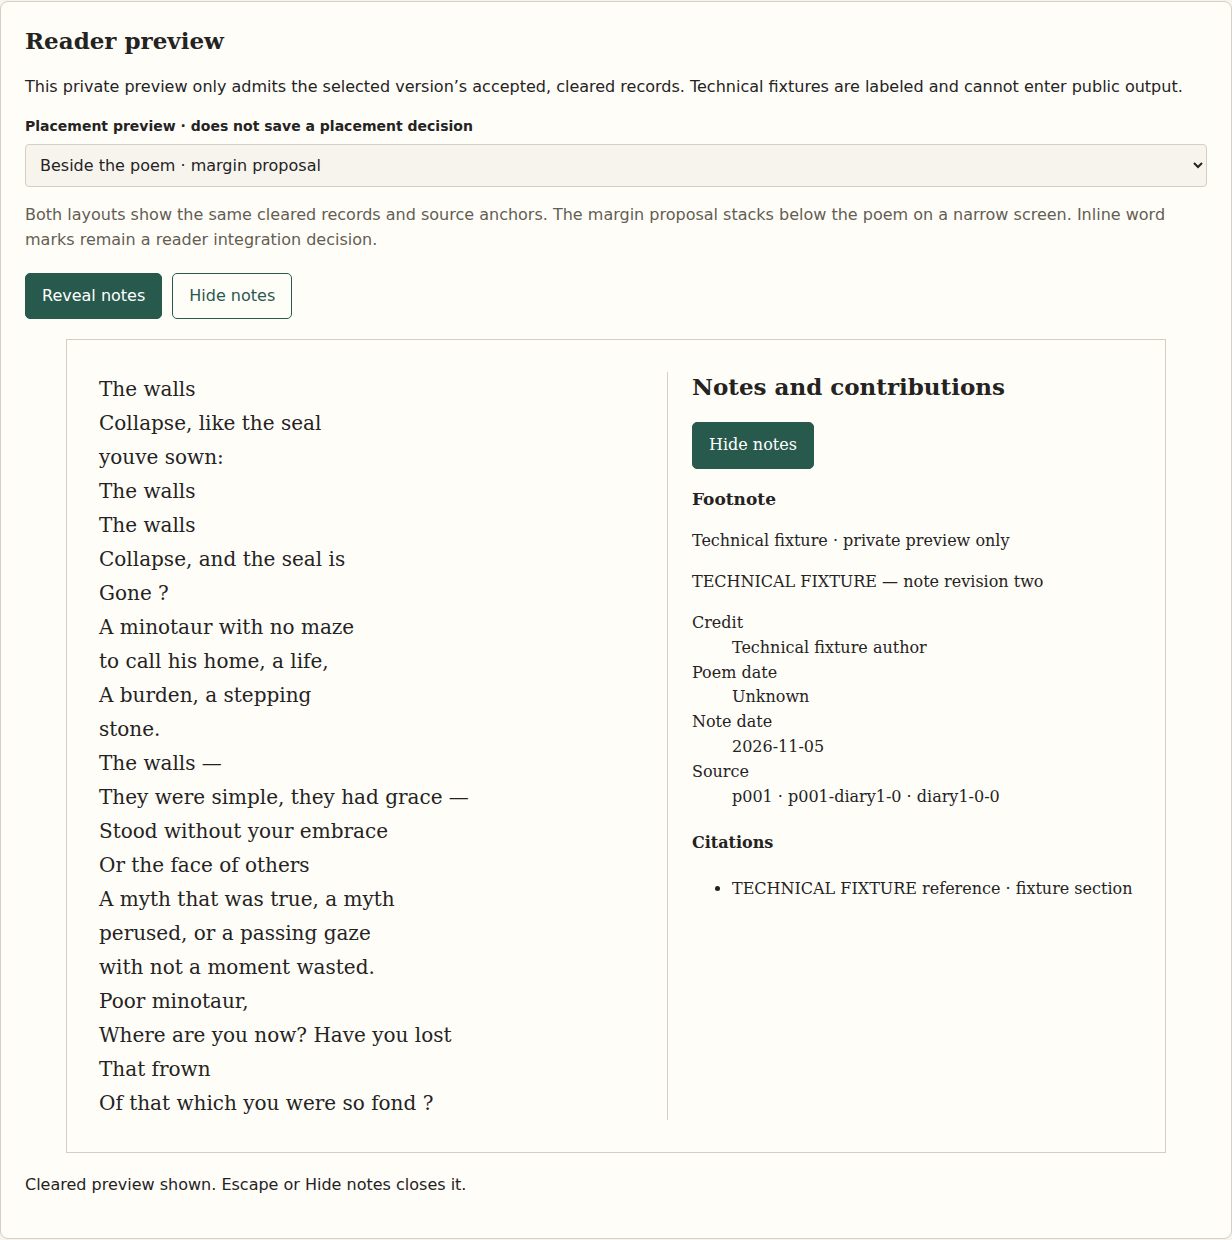 Reader preview
This private preview only admits the selected version’s accepted, cleared records. Technical fixtures are labeled and cannot enter public output.
Placement preview · does not save a placement decision
Beside the poem · margin proposal
Both layouts show the same cleared records and source anchors. The margin proposal stacks below the poem on a narrow screen. Inline word
marks remain a reader integration decision.
Reveal notes
Hide notes
The walls
Collapse, like the seal
youve sown:
The walls
The walls
Collapse, and the seal is
Gone ?
A minotaur with no maze
to call his home, a life,
A burden, a stepping
stone.
The walls —
They were simple, they had grace —
Stood without your embrace
Or the face of others
A myth that was true, a myth
perused, or a passing gaze
with not a moment wasted.
Poor minotaur,
Where are you now? Have you lost
That frown
Of that which you were so fond ?
Notes and contributions
Hide notes
Footnote
Technical fixture · private preview only
TECHNICAL FIXTURE — note revision two
Credit
Technical fixture author
Poem date
Unknown
Note date
2026-11-05
Source
p001 · p001-diary1-0 · diary1-0-0
Citations
• TECHNICAL FIXTURE reference · fixture section
Cleared preview shown. Escape or Hide notes closes it.